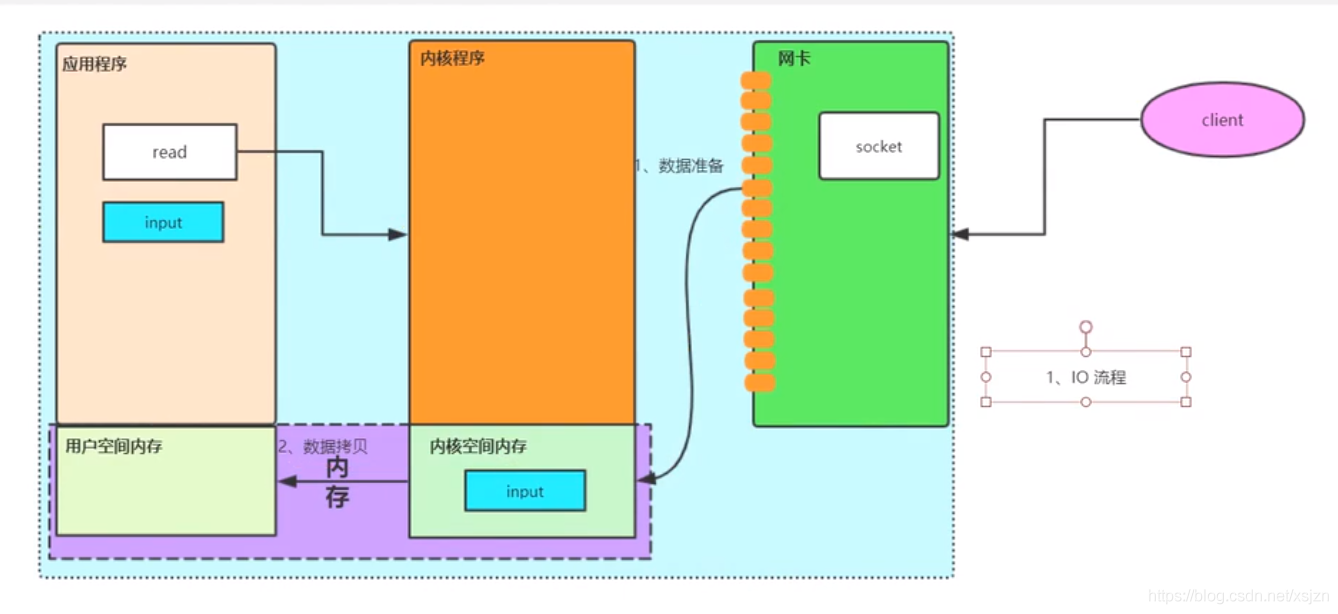 应用程序
内核程序
网卡
read
socket
client
1、数据准备
input
1、IO 流程
用户空间内存
2、数据拷贝
内核空间内存
内
存
input
https://blog.csdn.net/xsjzn